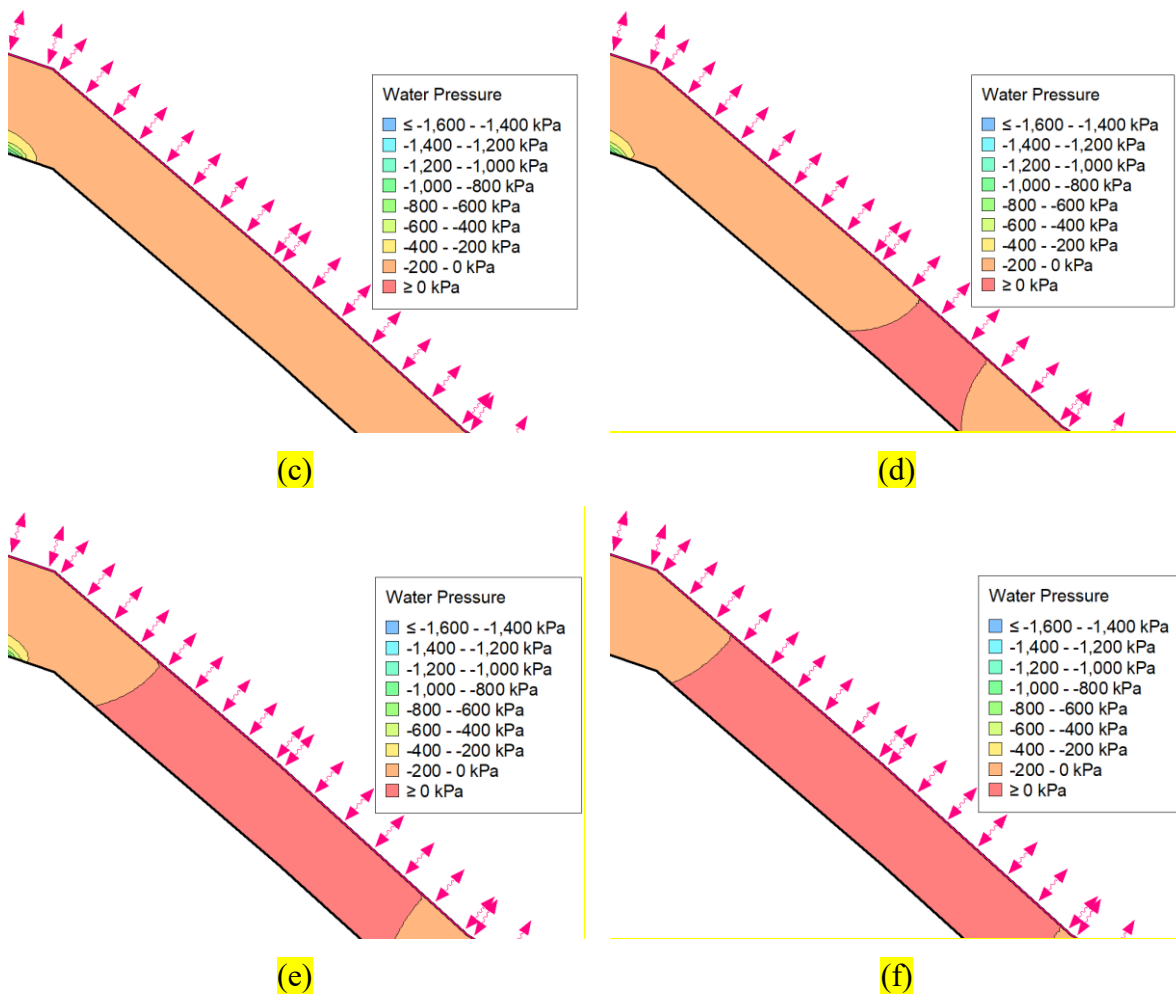 Water Pressure
≤ -1,600 - -1,400 kPa
-1,400 - -1,200 kPa
-1,200 - -1,000 kPa
-1,000 - -800 kPa
-800 - -600 kPa
-600 - -400 kPa
-400 - -200 kPa
-200 - 0 kPa
≥ 0 kPa
(c)
Water Pressure
≤ -1,600 - -1,400 kPa
-1,400 - -1,200 kPa
-1,200 - -1,000 kPa
-1,000 - -800 kPa
-800 - -600 kPa
-600 - -400 kPa
-400 - -200 kPa
-200 - 0 kPa
≥ 0 kPa
(d)
Water Pressure
≤ -1,600 - -1,400 kPa
-1,400 - -1,200 kPa
-1,200 - -1,000 kPa
-1,000 - -800 kPa
-800 - -600 kPa
-600 - -400 kPa
-400 - -200 kPa
-200 - 0 kPa
≥ 0 kPa
(e)
Water Pressure
≤ -1,600 - -1,400 kPa
-1,400 - -1,200 kPa
-1,200 - -1,000 kPa
-1,000 - -800 kPa
-800 - -600 kPa
-600 - -400 kPa
-400 - -200 kPa
-200 - 0 kPa
≥ 0 kPa
(f)